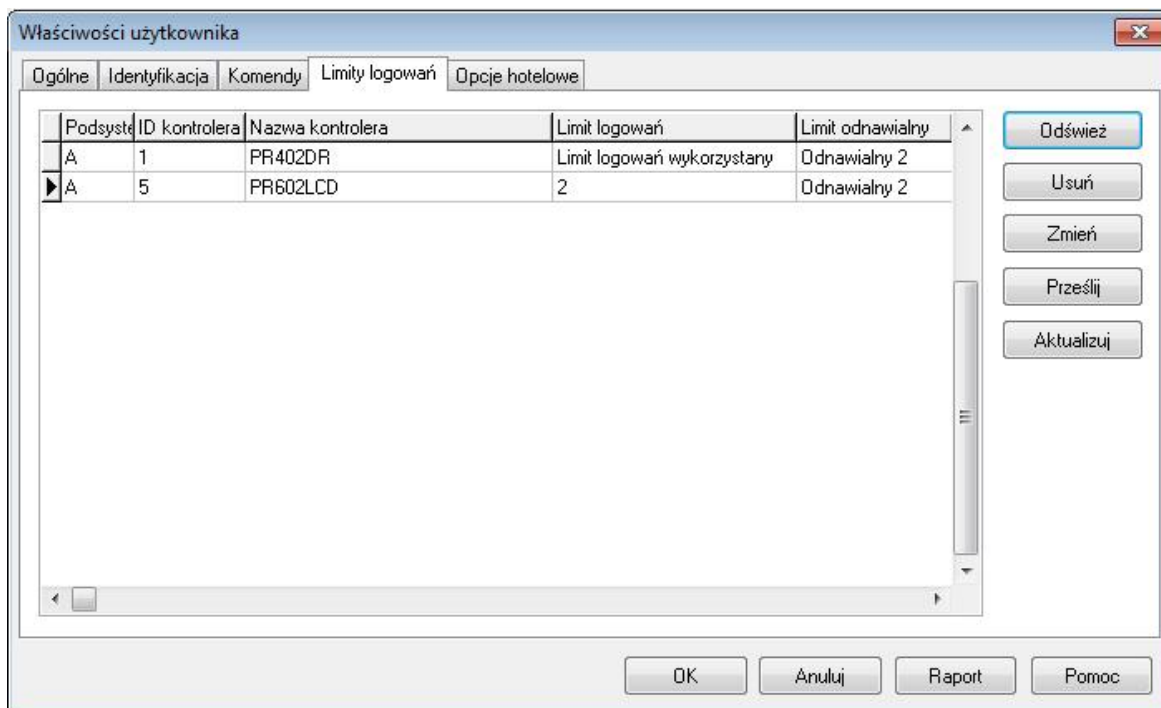 Właściwości użytkownika
Ogólne Identyfikacja Komendy Limity logowań Opcje hotelowe
Podsyste ID kontrolera Nazwa kontrolera Limit logowań Limit odnawialny
A 1 PR402DR Limit logowań wykorzystany Odnawialny 2
A 5 PR602LCD 2 Odnawialny 2
Odśwież
Usuń
Zmień
Prześlij
Aktualizuj
OK Anuluj Raport Pomoc